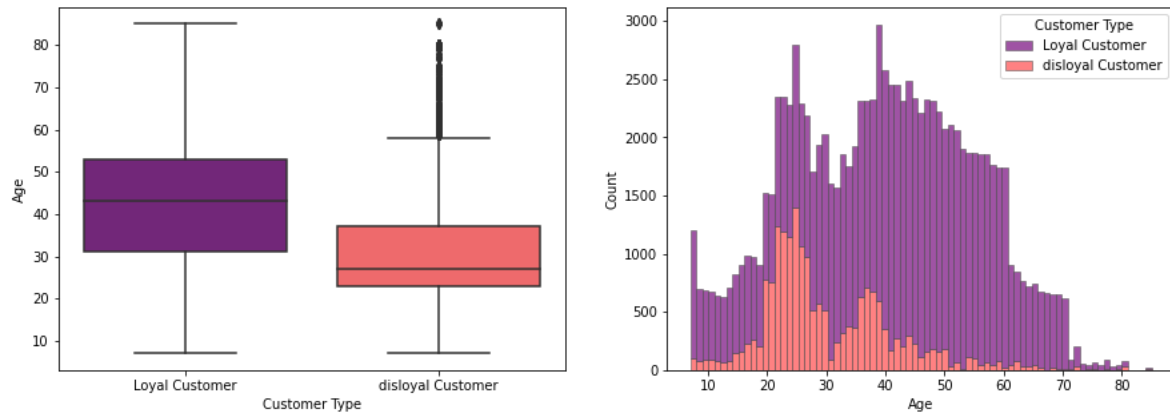 80
70
60
50
40
30
20
10
Age
Loyal Customer
disloyal Customer
Customer Type
3000
2500
2000
1500
1000
500
0
Count
Customer Type
Loyal Customer
disloyal Customer
10 20 30 40 50 60 70 80
Age